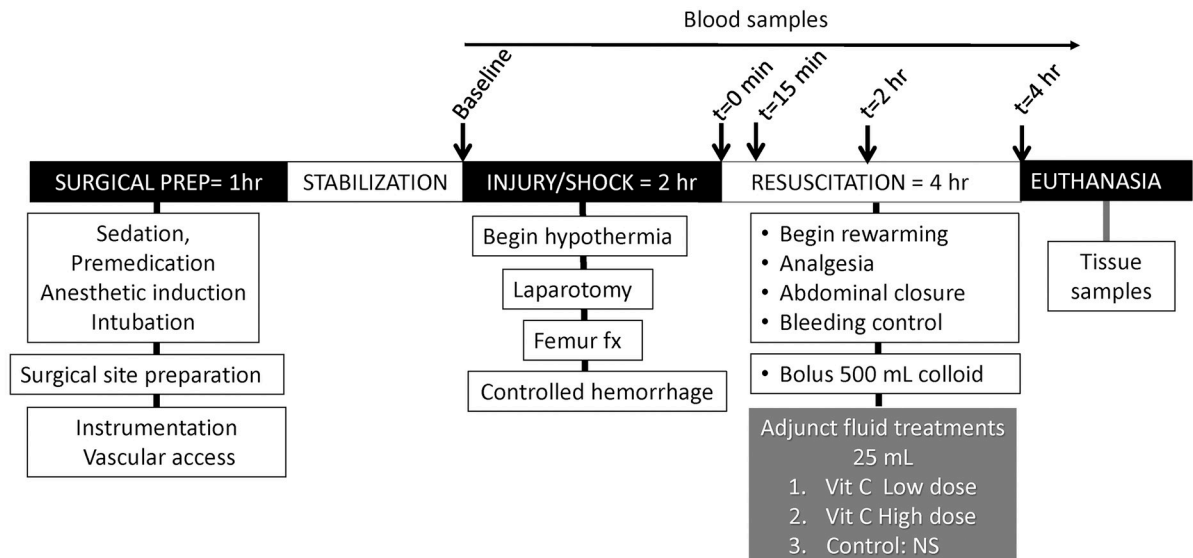 Blood samples
Baseline
t=0 min
t=15 min
t=2 hr
t=4 hr
SURGICAL PREP= 1hr
STABILIZATION
INJURY/SHOCK = 2 hr
RESUSCITATION = 4 hr
EUTHANASIA
Sedation,
Premedication
Anesthetic induction
Intubation
Surgical site preparation
Instrumentation
Vascular access
Begin hypothermia
Laparotomy
Femur fx
Controlled hemorrhage
• Begin rewarming
• Analgesia
• Abdominal closure
• Bleeding control
• Bolus 500 mL colloid
Adjunct fluid treatments
25 mL
1. Vit C Low dose
2. Vit C High dose
3. Control: NS
Tissue
samples